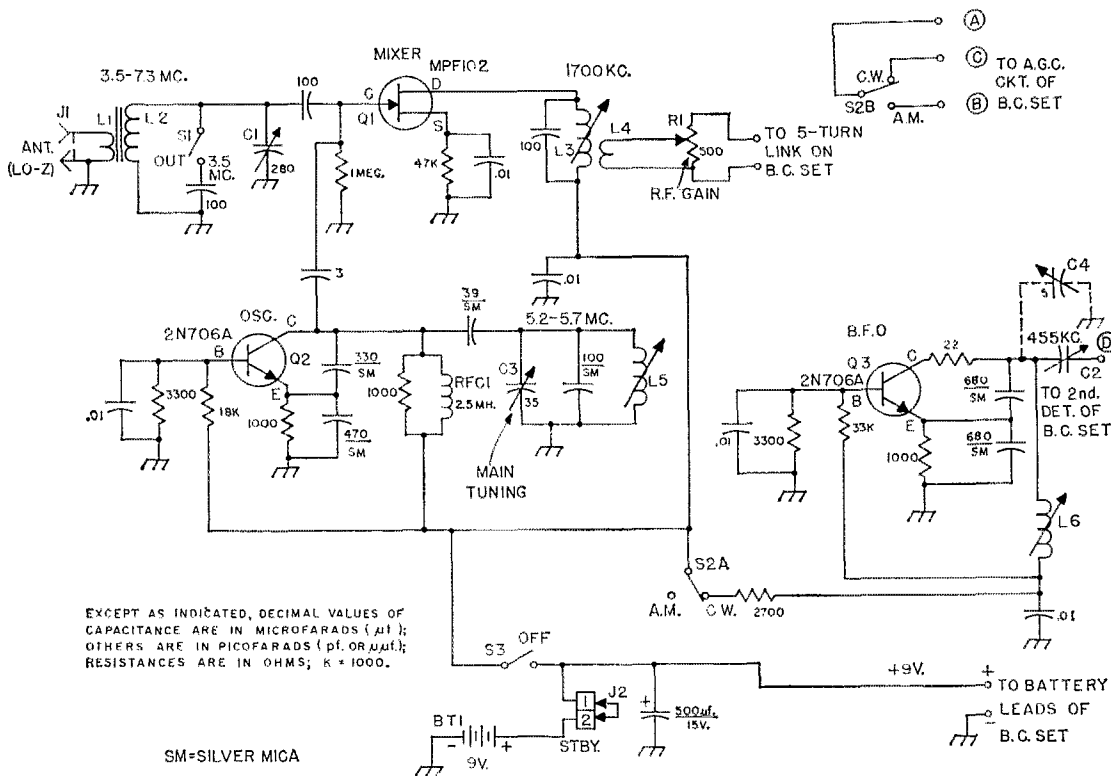 3.5-7.3 MC.
J1
L1
L2
ANT.
(LO-Z)
S1
OUT
3.5
MC.
100
C1
280
100
1 MEG.
MIXER
MPF102
G
D
S
Q1
47K
.01
1700KC.
100
L3
L4
R1
500
R.F. GAIN
TO 5-TURN
LINK ON
B.C. SET
A
C
C.W.
S2B
A.M.
B
TO A.G.C.
CKT. OF
B.C. SET
3
.01
OSC.
2N706A
B
C
E
Q2
.01
3300
18K
1000
330
SM
470
SM
1000
RFC1
2.5MH.
39
SM
5.2-5.7 MC.
C3
35
100
SM
L5
MAIN
TUNING
B.F.O
Q3
2N706A
B
C
E
.01
3300
33K
1000
22
680
SM
680
SM
C4
5
455KC.
C2
D
TO 2nd.
DET. OF
B.C. SET
L6
.01
S2A
A.M.
C.W.
2700
EXCEPT AS INDICATED, DECIMAL VALUES OF
CAPACITANCE ARE IN MICROFARADS (µf);
OTHERS ARE IN PICOFARADS (pf. OR µµf.);
RESISTANCES ARE IN OHMS; K = 1000.
S3
OFF
J2
1
2
STBY.
BT1
- +
9V.
+
500µf.
15V.
+9V.
+
TO BATTERY
LEADS OF
-
B.C. SET
SM=SILVER MICA